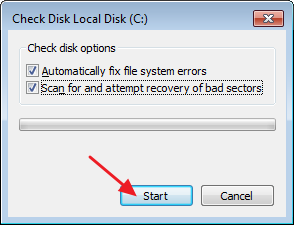 Check Disk Local Disk (C:)
Check disk options
Automatically fix file system errors
Scan for and attempt recovery of bad sectors
Start
Cancel